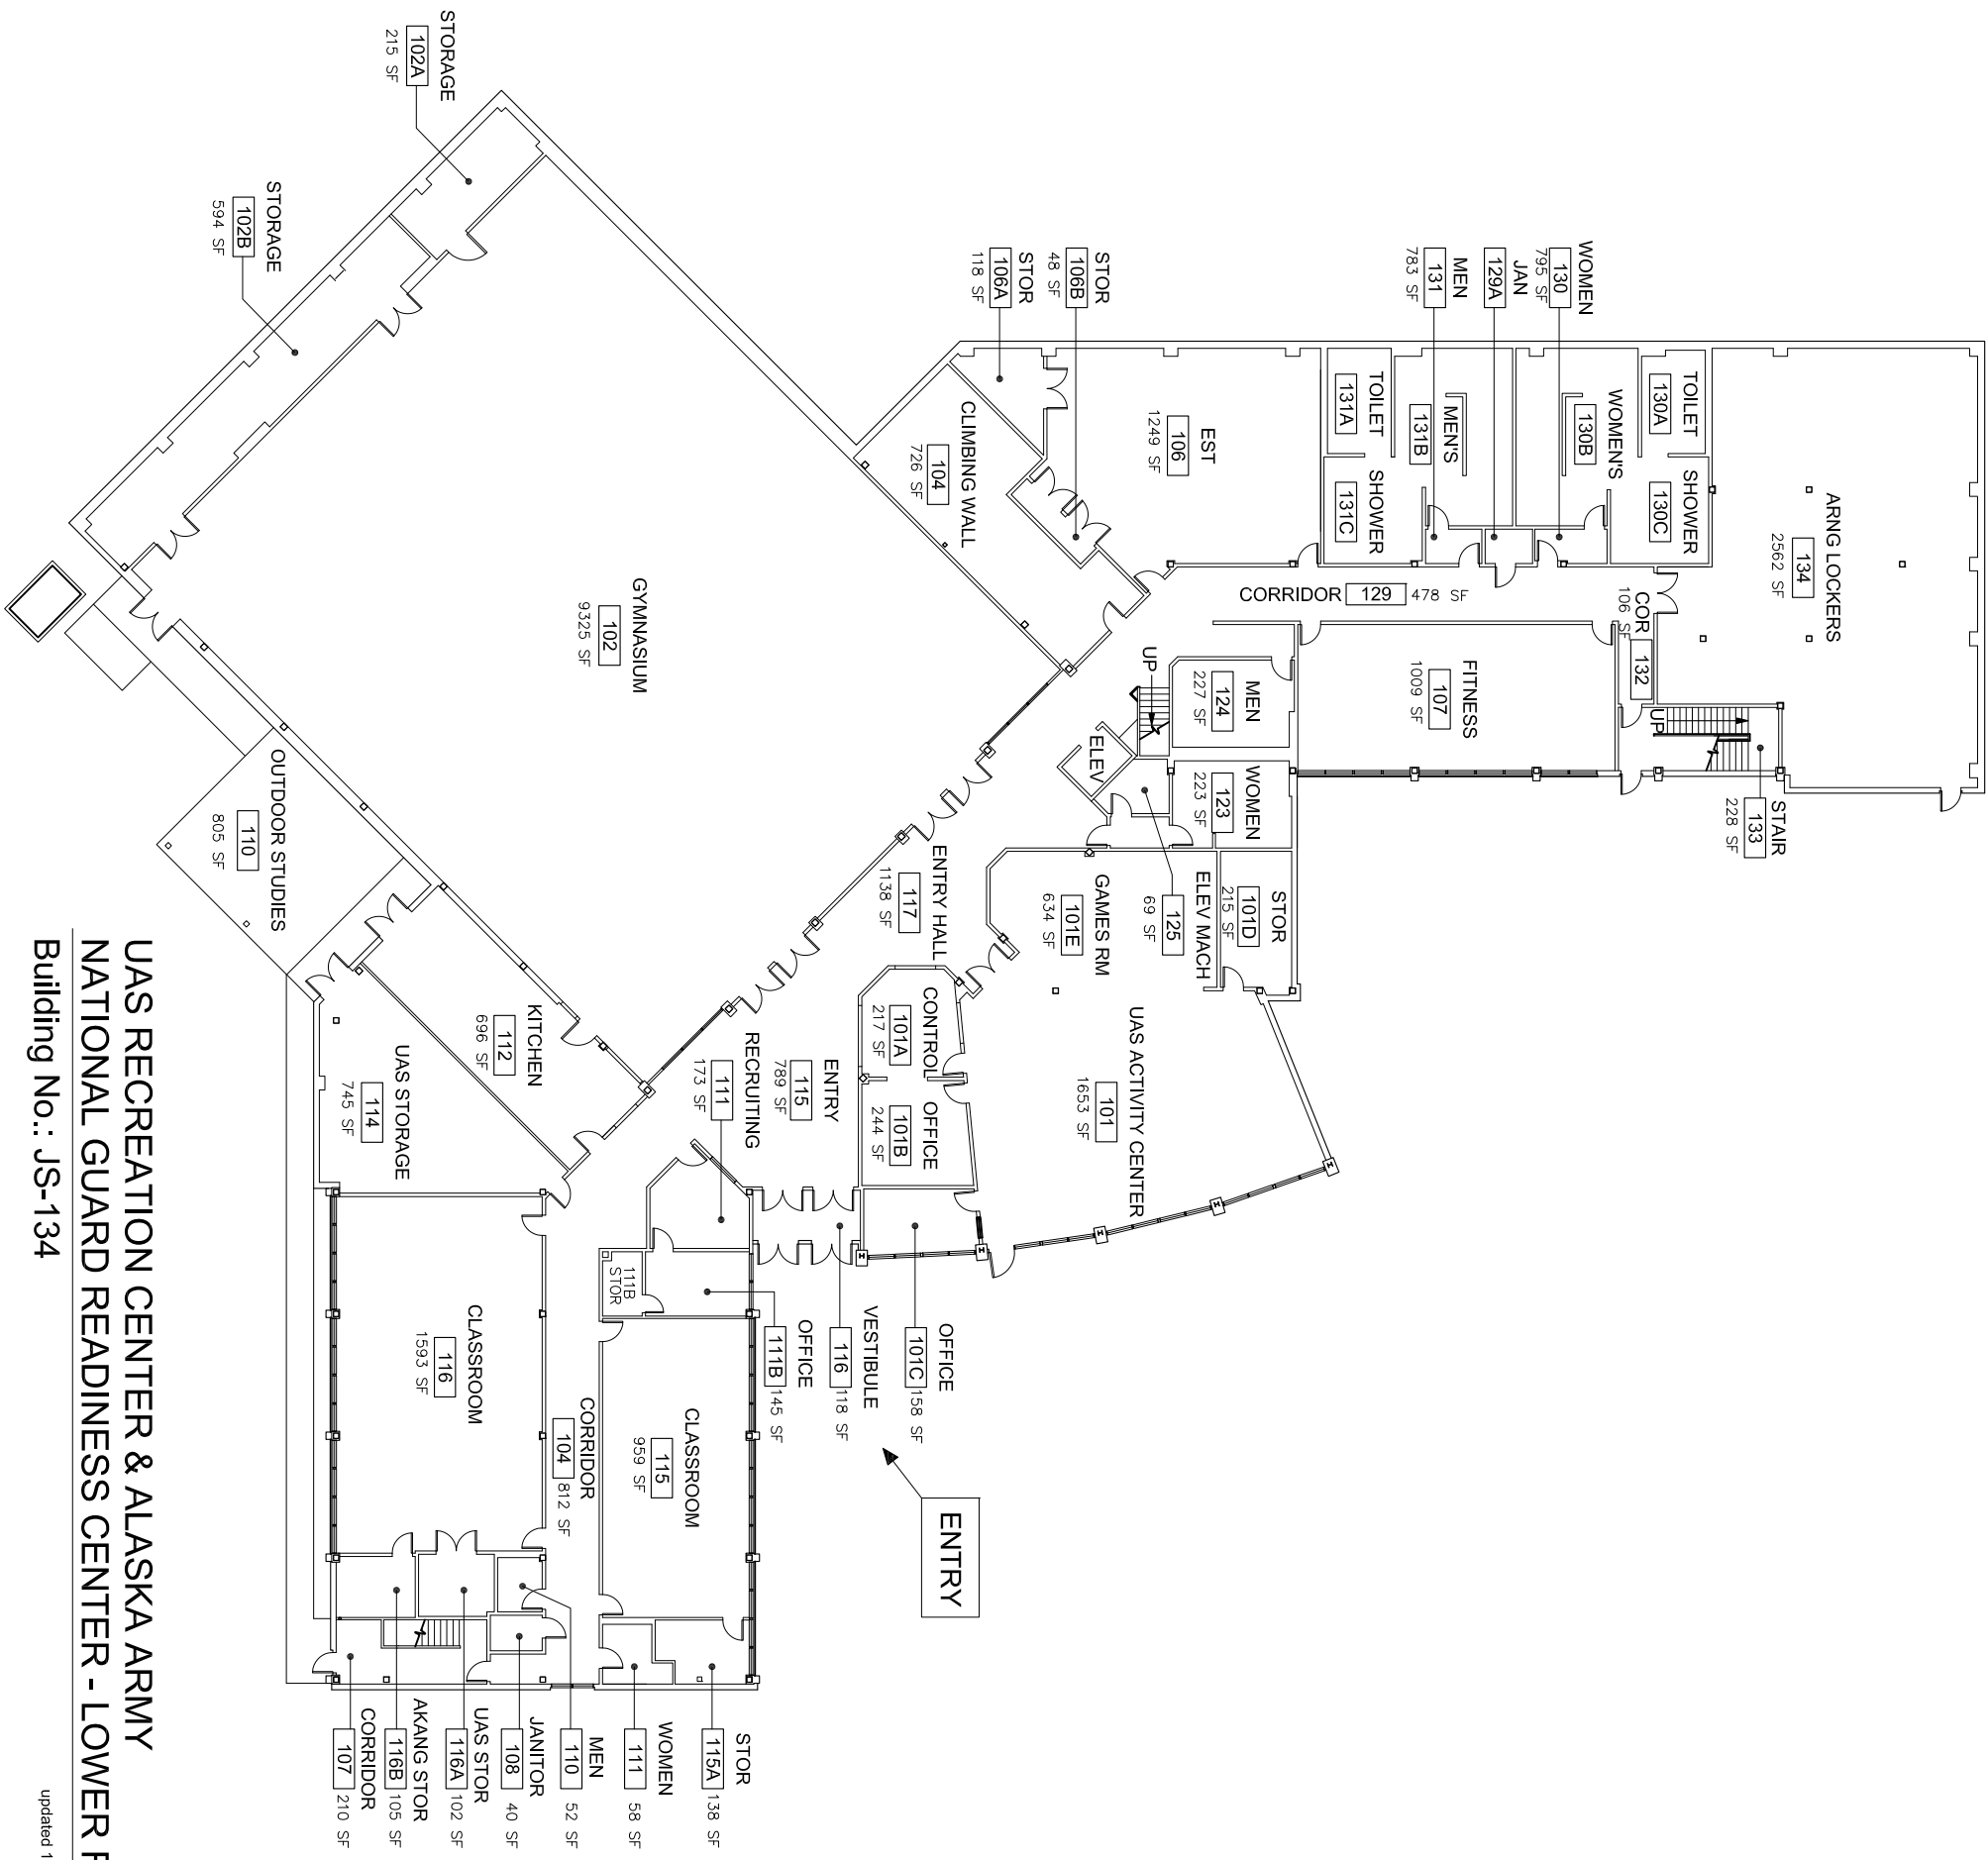 STORAGE
102A
215 SF
STORAGE
102B
594 SF
STOR
106B
48 SF
STOR
106A
118 SF
WOMEN
130
795 SF
JAN
129A
MEN
131
783 SF
TOILET
130A
WOMEN'S
130B
SHOWER
130C
TOILET
131A
MEN'S
131B
SHOWER
131C
ARNG LOCKERS
134
2562 SF
EST
106
1249 SF
CLIMBING WALL
104
726 SF
CORRIDOR 129 478 SF
COR
106 SF
132
GYMNASIUM
102
9325 SF
FITNESS
107
1009 SF
UP
STAIR
133
228 SF
UP
MEN
124
227 SF
ELEV
WOMEN
123
223 SF
ELEV MACH
125
69 SF
STOR
101D
215 SF
GAMES RM
101E
634 SF
ENTRY HALL
117
1138 SF
UAS ACTIVITY CENTER
101
1653 SF
CONTROL
101A
217 SF
OFFICE
101B
244 SF
ENTRY
115
789 SF
RECRUITING
111
173 SF
OUTDOOR STUDIES
110
805 SF
KITCHEN
112
696 SF
UAS STORAGE
114
745 SF
111B
STOR
OFFICE
101C 158 SF
VESTIBULE
116 118 SF
OFFICE
111B 145 SF
ENTRY
CLASSROOM
115
959 SF
CORRIDOR
104 812 SF
CLASSROOM
116
1593 SF
STOR
115A 138 SF
WOMEN
111 58 SF
MEN
110 52 SF
JANITOR
108 40 SF
UAS STOR
116A 102 SF
AKANG STOR
116B 105 SF
CORRIDOR
107 210 SF
UAS RECREATION CENTER & ALASKA ARMY
NATIONAL GUARD READINESS CENTER - LOWER
Building No.: JS-134
updated 1